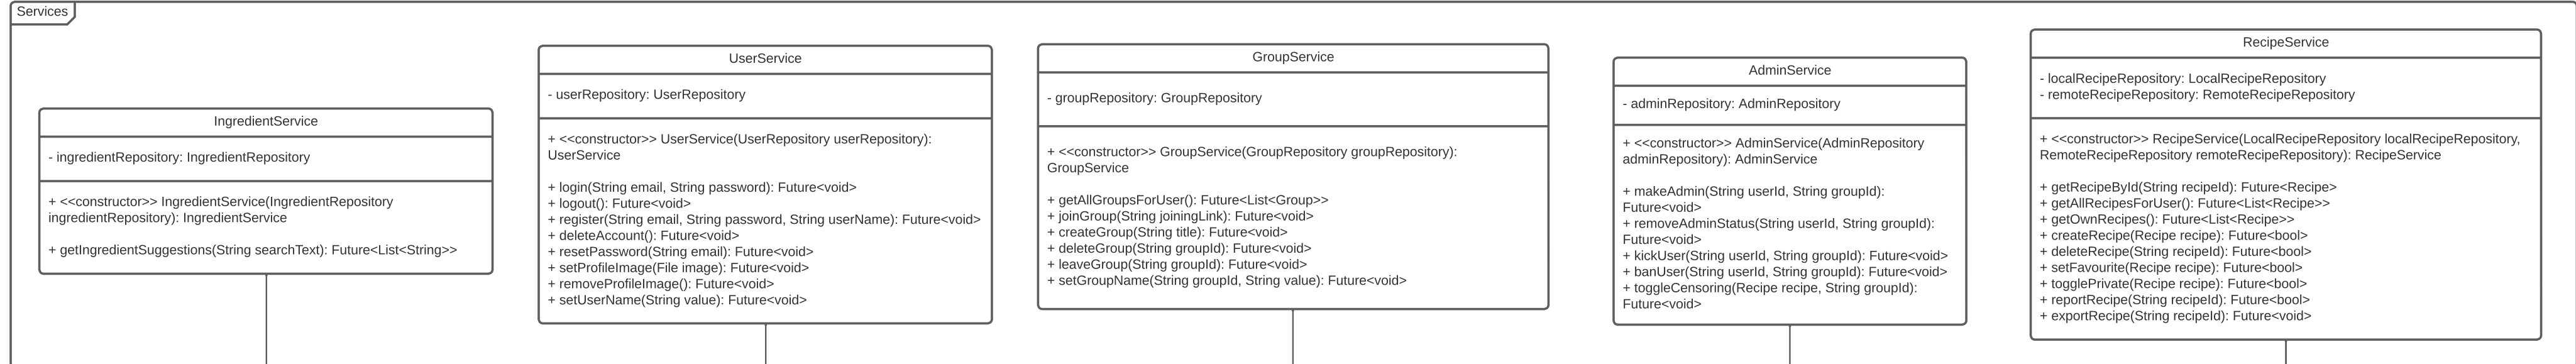 Services
IngredientService
- ingredientRepository: IngredientRepository
+ <<constructor>> IngredientService(IngredientRepository
ingredientRepository): IngredientService
+ getIngredientSuggestions(String searchText): Future<List<String>>
UserService
- userRepository: UserRepository
+ <<constructor>> UserService(UserRepository userRepository):
UserService
+ login(String email, String password): Future<void>
+ logout(): Future<void>
+ register(String email, String password, String userName): Future<void>
+ deleteAccount(): Future<void>
+ resetPassword(String email): Future<void>
+ setProfileImage(File image): Future<void>
+ removeProfileImage(): Future<void>
+ setUserName(String value): Future<void>
GroupService
- groupRepository: GroupRepository
+ <<constructor>> GroupService(GroupRepository groupRepository):
GroupService
+ getAllGroupsForUser(): Future<List<Group>>
+ joinGroup(String joiningLink): Future<void>
+ createGroup(String title): Future<void>
+ deleteGroup(String groupId): Future<void>
+ leaveGroup(String groupId): Future<void>
+ setGroupName(String groupId, String value): Future<void>
AdminService
- adminRepository: AdminRepository
+ <<constructor>> AdminService(AdminRepository
adminRepository): AdminService
+ makeAdmin(String userId, String groupId):
Future<void>
+ removeAdminStatus(String userId, String groupId):
Future<void>
+ kickUser(String userId, String groupId): Future<void>
+ banUser(String userId, String groupId): Future<void>
+ toggleCensoring(Recipe recipe, String groupId):
Future<void>
RecipeService
- localRecipeRepository: LocalRecipeRepository
- remoteRecipeRepository: RemoteRecipeRepository
+ <<constructor>> RecipeService(LocalRecipeRepository localRecipeRepository,
RemoteRecipeRepository remoteRecipeRepository): RecipeService
+ getRecipeById(String recipeId): Future<Recipe>
+ getAllRecipesForUser(): Future<List<Recipe>>
+ getOwnRecipes(): Future<List<Recipe>>
+ createRecipe(Recipe recipe): Future<bool>
+ deleteRecipe(String recipeId): Future<bool>
+ setFavourite(Recipe recipe): Future<bool>
+ togglePrivate(Recipe recipe): Future<bool>
+ reportRecipe(String recipeId): Future<bool>
+ exportRecipe(String recipeId): Future<void>